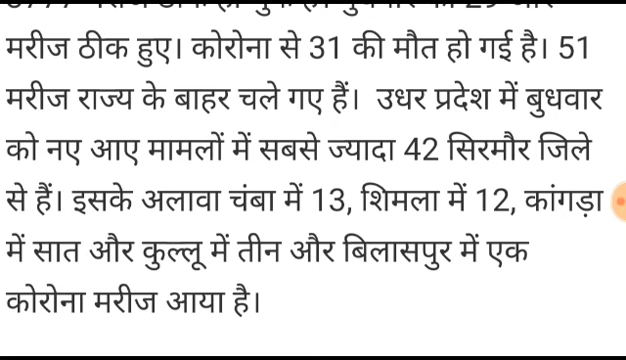 मरीज ठीक हुए। कोरोना से 31 की मौत हो गई है। 51
मरीज राज्य के बाहर चले गए हैं। उधर प्रदेश में बुधवार
को नए आए मामलों में सबसे ज्यादा 42 सिरमौर जिले
से हैं। इसके अलावा चंबा में 13, शिमला में 12, कांगड़ा
में सात और कुल्लू में तीन और बिलासपुर में एक
कोरोना मरीज आया है।